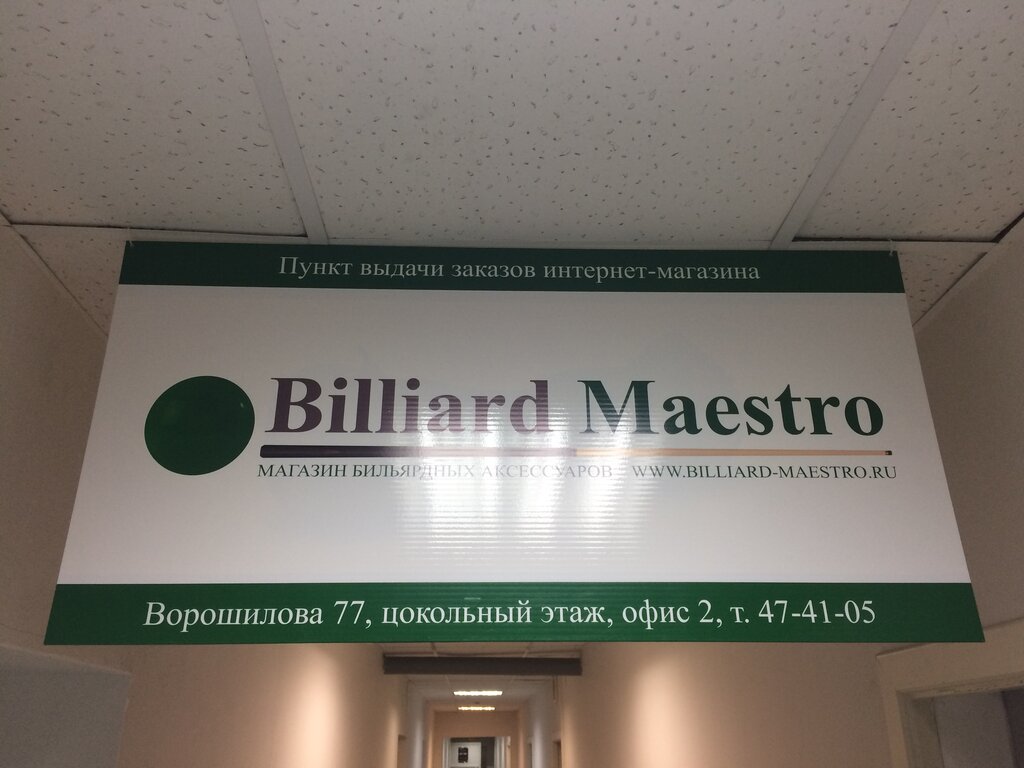 Пункт выдачи заказов интернет-магазина
Billiard Maestro
МАГАЗИН БИЛЬЯРДНЫХ АКСЕССУАРОВ WWW.BILLIARD-MAESTRO.RU
Ворошилова 77, цокольный этаж, офис 2, т. 47-41-05